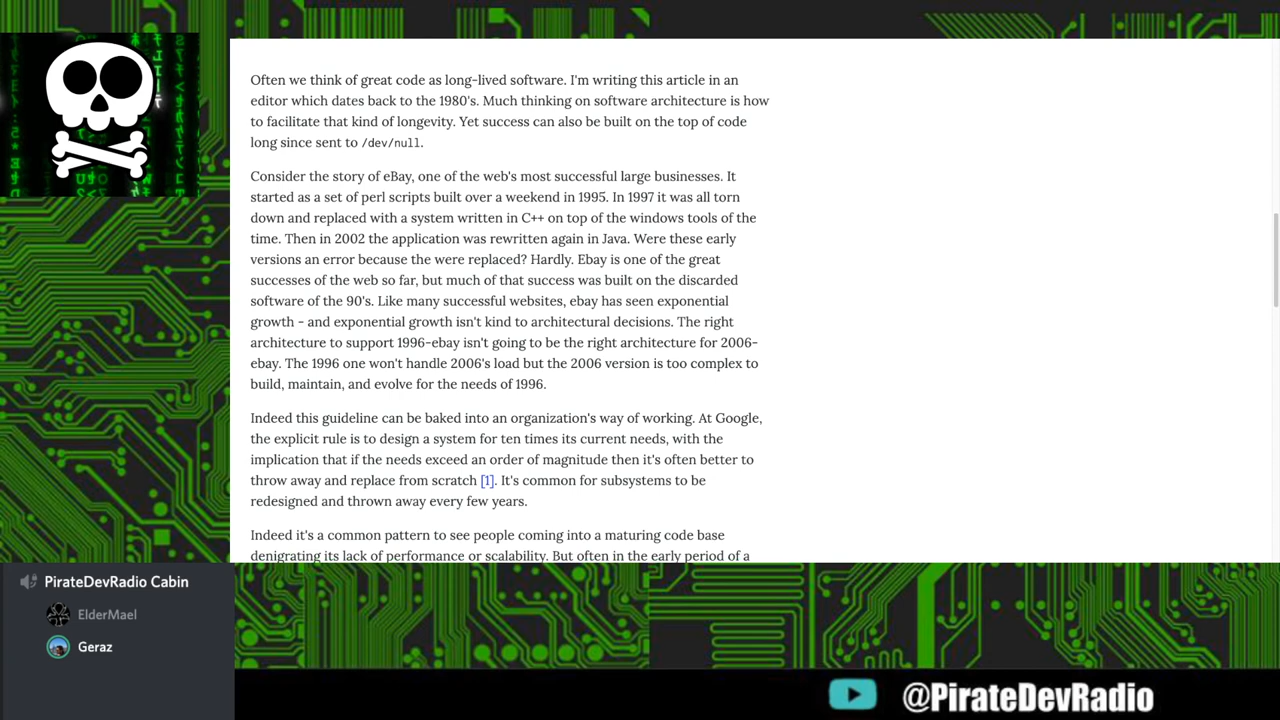 Often we think of great code as long-lived software. I'm writing this article in an
editor which dates back to the 1980's. Much thinking on software architecture is how
to facilitate that kind of longevity. Yet success can also be built on the top of code
long since sent to /dev/null.
Consider the story of eBay, one of the web's most successful large businesses. It
started as a set of perl scripts built over a weekend in 1995. In 1997 it was all torn
down and replaced with a system written in C++ on top of the windows tools of the
time. Then in 2002 the application was rewritten again in Java. Were these early
versions an error because the were replaced? Hardly. Ebay is one of the great
successes of the web so far, but much of that success was built on the discarded
software of the 90's. Like many successful websites, ebay has seen exponential
growth - and exponential growth isn't kind to architectural decisions. The right
architecture to support 1996-ebay isn't going to be the right architecture for 2006-
ebay. The 1996 one won't handle 2006's load but the 2006 version is too complex to
build, maintain, and evolve for the needs of 1996.
Indeed this guideline can be baked into an organization's way of working. At Google,
the explicit rule is to design a system for ten times its current needs, with the
implication that if the needs exceed an order of magnitude then it's often better to
throw away and replace from scratch [1]. It's common for subsystems to be
redesigned and thrown away every few years.
Indeed it's a common pattern to see people coming into a maturing code base
denigrating its lack of performance or scalability. But often in the early period of a
PirateDevRadio Cabin
ElderMael
Geraz
@PirateDevRadio